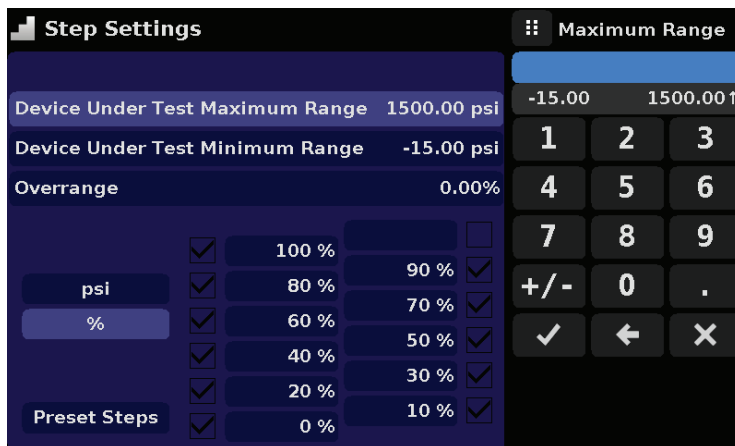 Step Settings
Maximum Range
Device Under Test Maximum Range 1500.00 psi
Device Under Test Minimum Range -15.00 psi
Overrange 0.00%
100 %
90 %
psi
80 %
70 %
%
60 %
50 %
40 %
30 %
20 %
10 %
Preset Steps
0 %
-15.00 1500.00↑
1 2 3
4 5 6
7 8 9
+/- 0 .